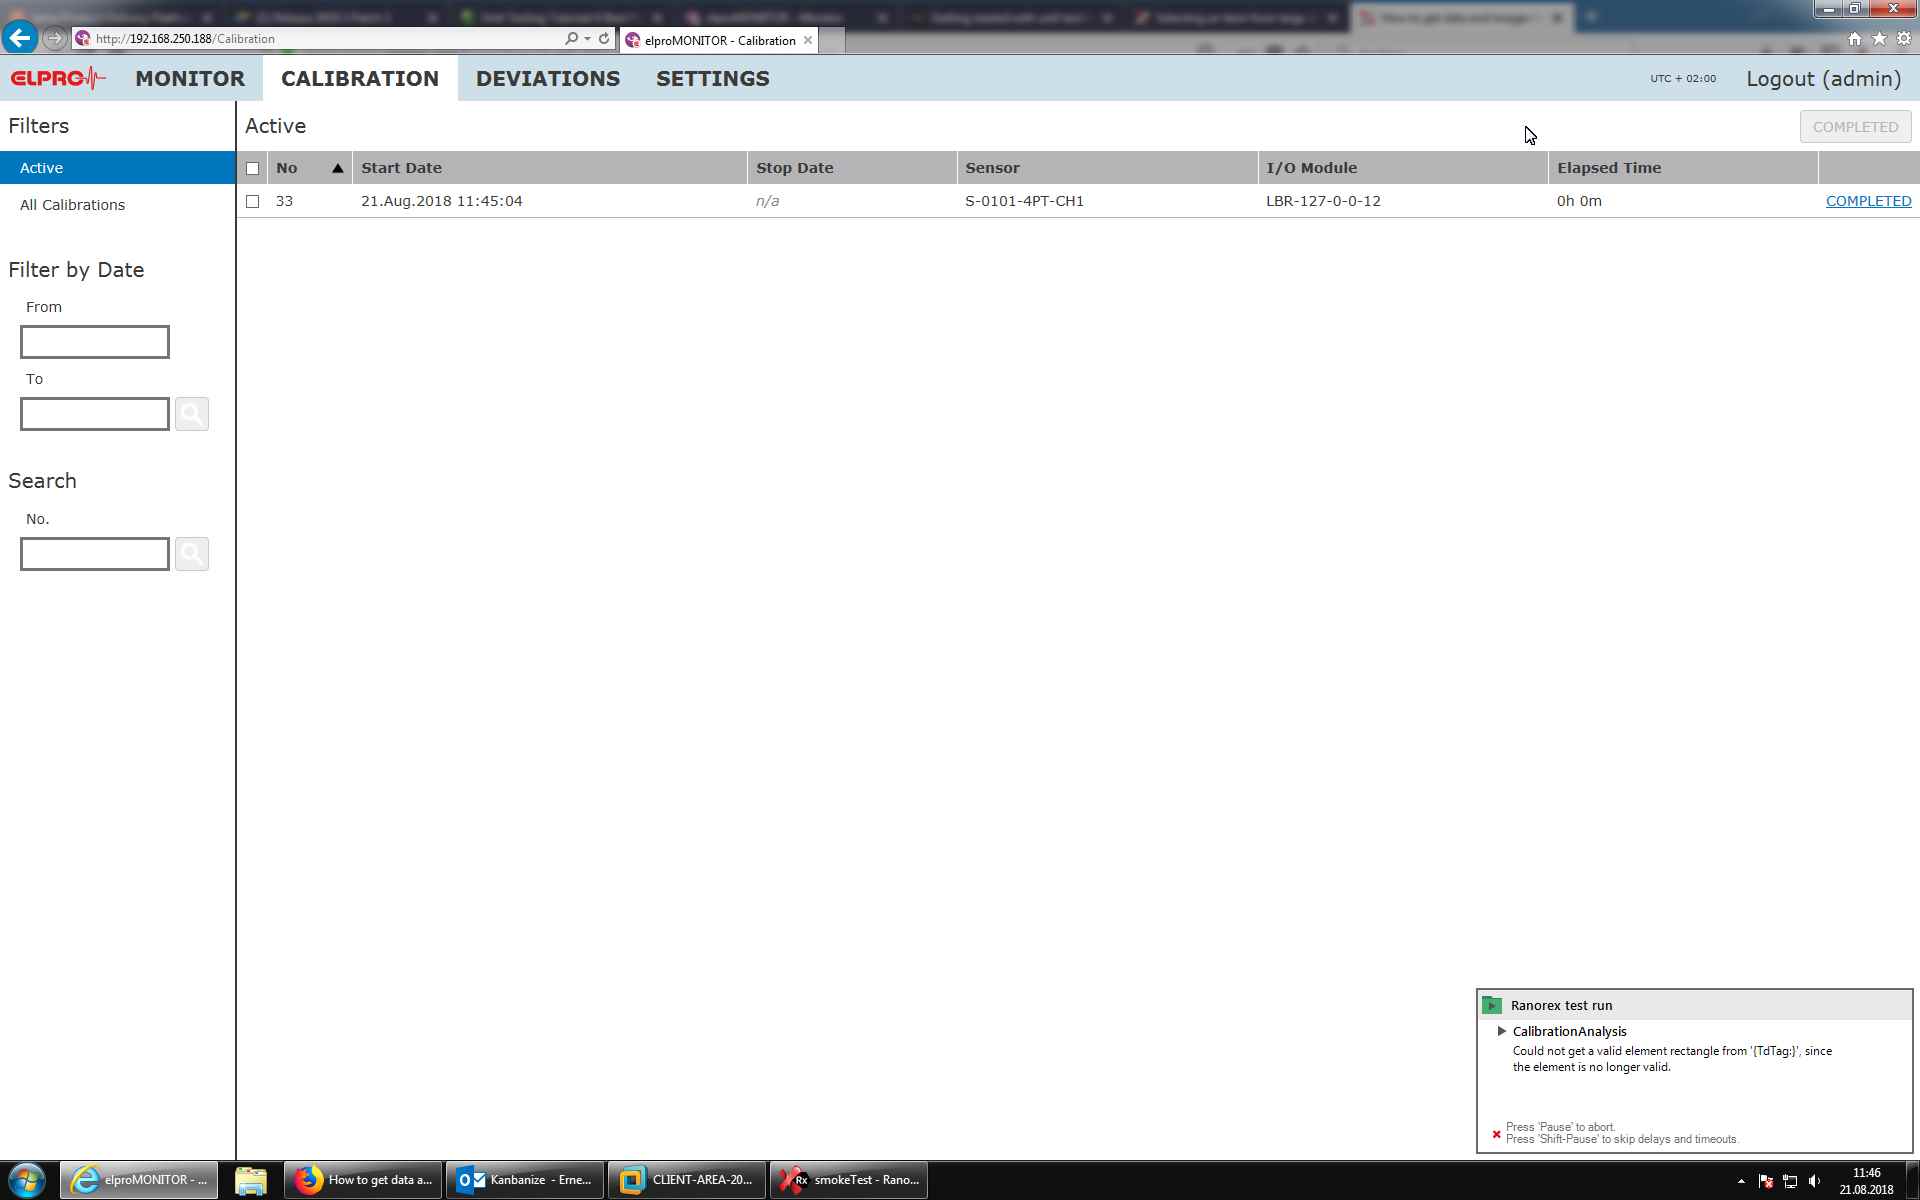 http://192.168.250.188/Calibration
elproMONITOR - Calibration
ELPRO
MONITOR
CALIBRATION
DEVIATIONS
SETTINGS
UTC + 02:00
Logout (admin)
Filters
Active
COMPLETED
Active
No
Start Date
Stop Date
Sensor
I/O Module
Elapsed Time
33
21.Aug.2018 11:45:04
n/a
S-0101-4PT-CH1
LBR-127-0-0-12
0h 0m
COMPLETED
All Calibrations
Filter by Date
From
To
Search
No.
Ranorex test run
CalibrationAnalysis
Could not get a valid element rectangle from '{TdTag:}', since
the element is no longer valid.
Press 'Pause' to abort.
Press 'Shift-Pause' to skip delays and timeouts.
elproMONITOR - ...
How to get data a...
Kanbanize - Erne...
CLIENT-AREA-20...
Rx
smokeTest - Rano...
11:46
21.08.2018